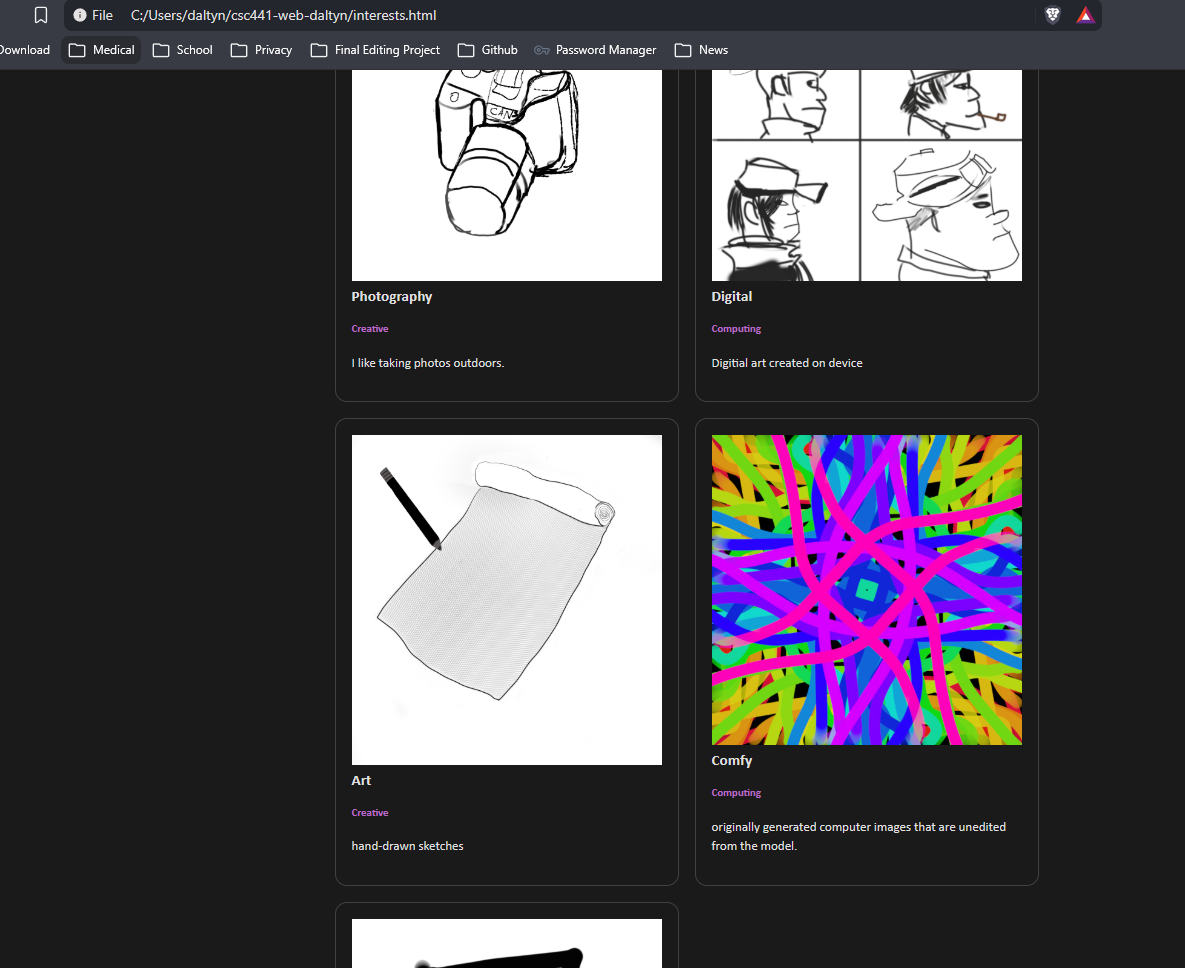 File C:/Users/daltyn/csc441-web-daltyn/interests.html
Download Medical School Privacy Final Editing Project Github Password Manager News
CAN
Photography
Creative
I like taking photos outdoors.
Digital
Computing
Digitial art created on device
Art
Creative
hand-drawn sketches
Comfy
Computing
originally generated computer images that are unedited
from the model.